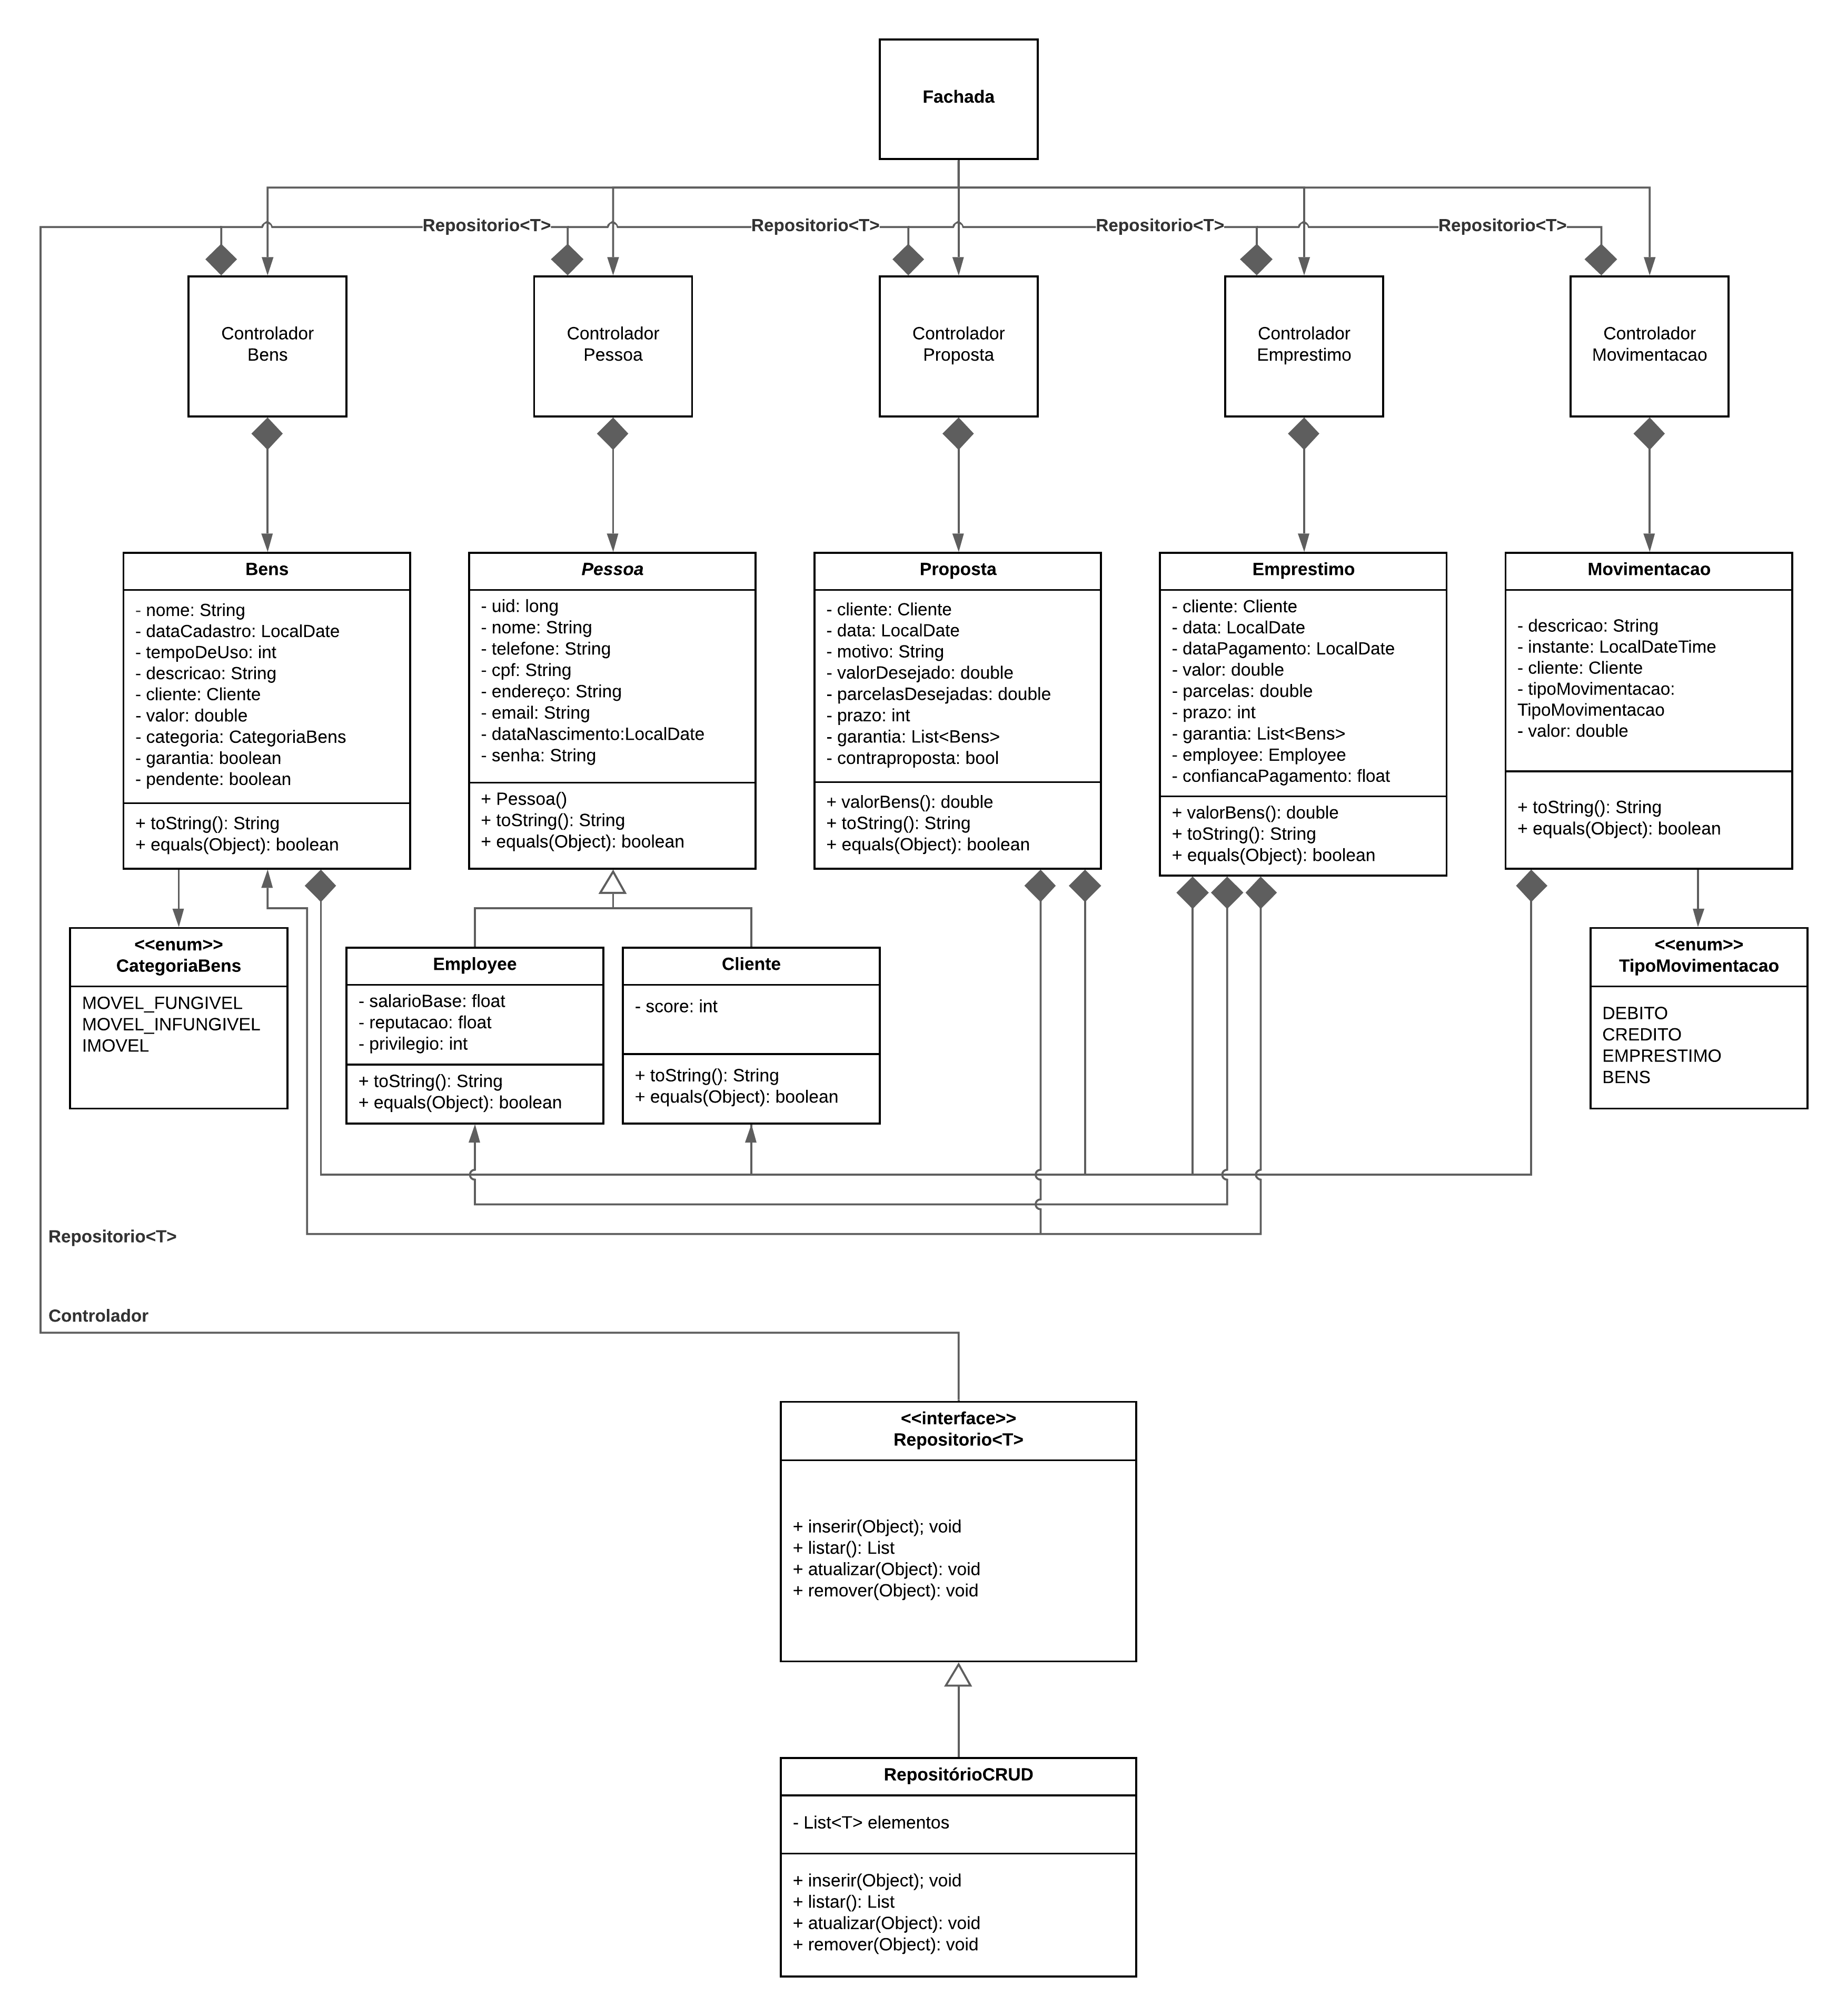 Fachada
Repositorio<T>
Repositorio<T>
Repositorio<T>
Repositorio<T>
Controlador
Bens
Controlador
Pessoa
Controlador
Proposta
Controlador
Emprestimo
Controlador
Movimentacao
Bens
- nome: String
- dataCadastro: LocalDate
- tempoDeUso: int
- descricao: String
- cliente: Cliente
- valor: double
- categoria: CategoriaBens
- garantia: boolean
- pendente: boolean
+ toString(): String
+ equals(Object): boolean
Pessoa
- uid: long
- nome: String
- telefone: String
- cpf: String
- endereço: String
- email: String
- dataNascimento:LocalDate
- senha: String
+ Pessoa()
+ toString(): String
+ equals(Object): boolean
Proposta
- cliente: Cliente
- data: LocalDate
- motivo: String
- valorDesejado: double
- parcelasDesejadas: double
- prazo: int
- garantia: List<Bens>
- contraproposta: bool
+ valorBens(): double
+ toString(): String
+ equals(Object): boolean
Emprestimo
- cliente: Cliente
- data: LocalDate
- dataPagamento: LocalDate
- valor: double
- parcelas: double
- prazo: int
- garantia: List<Bens>
- employee: Employee
- confiancaPagamento: float
+ valorBens(): double
+ toString(): String
+ equals(Object): boolean
Movimentacao
- descricao: String
- instante: LocalDateTime
- cliente: Cliente
- tipoMovimentacao:
TipoMovimentacao
- valor: double
+ toString(): String
+ equals(Object): boolean
<<enum>>
CategoriaBens
MOVEL_FUNGIVEL
MOVEL_INFUNGIVEL
IMOVEL
Employee
- salarioBase: float
- reputacao: float
- privilegio: int
+ toString(): String
+ equals(Object): boolean
Cliente
- score: int
+ toString(): String
+ equals(Object): boolean
<<enum>>
TipoMovimentacao
DEBITO
CREDITO
EMPRESTIMO
BENS
Repositorio<T>
Controlador
<<interface>>
Repositorio<T>
+ inserir(Object); void
+ listar(): List
+ atualizar(Object): void
+ remover(Object): void
RepositórioCRUD
- List<T> elementos
+ inserir(Object); void
+ listar(): List
+ atualizar(Object): void
+ remover(Object): void